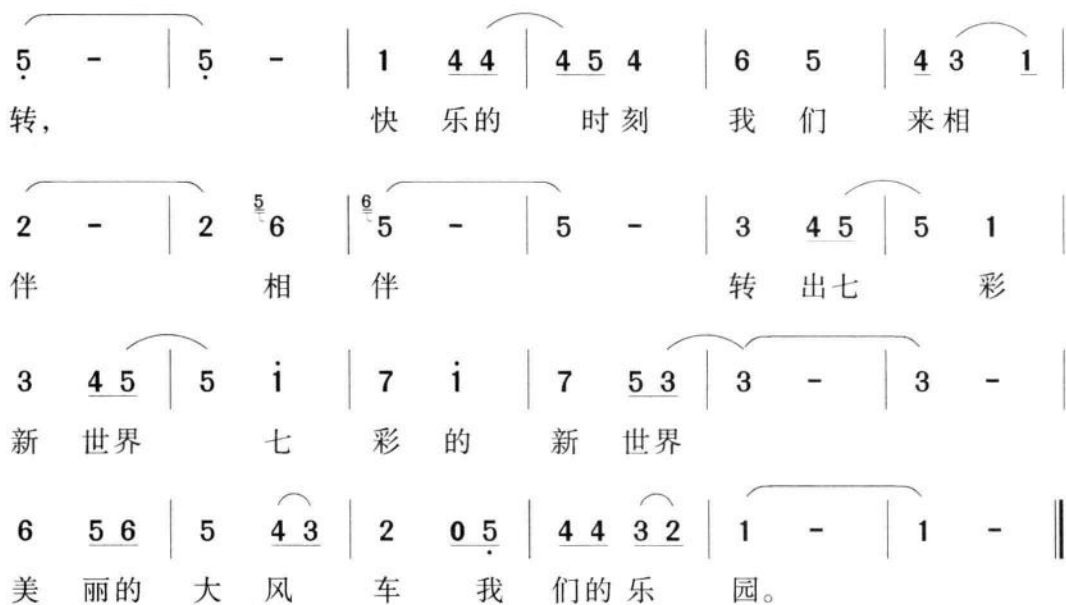 5 - | 5 - | 1 4 4 | 4 5 4 | 6 5 | 4 3 1 |
转， 快 乐的 时刻 我 们 来相
2 - | 2 5 6 | 6 5 - | 5 - | 3 4 5 | 5 1 |
伴 相 伴 转 出七 彩
3 4 5 | 5 i | 7 i | 7 5 3 | 3 - | 3 - |
新 世界 七 彩 的 新 世界
6 5 6 | 5 4 3 | 2 0 5 | 4 4 3 2 | 1 - | 1 - ‖
美 丽的 大 风 车 我 们的 乐 园。